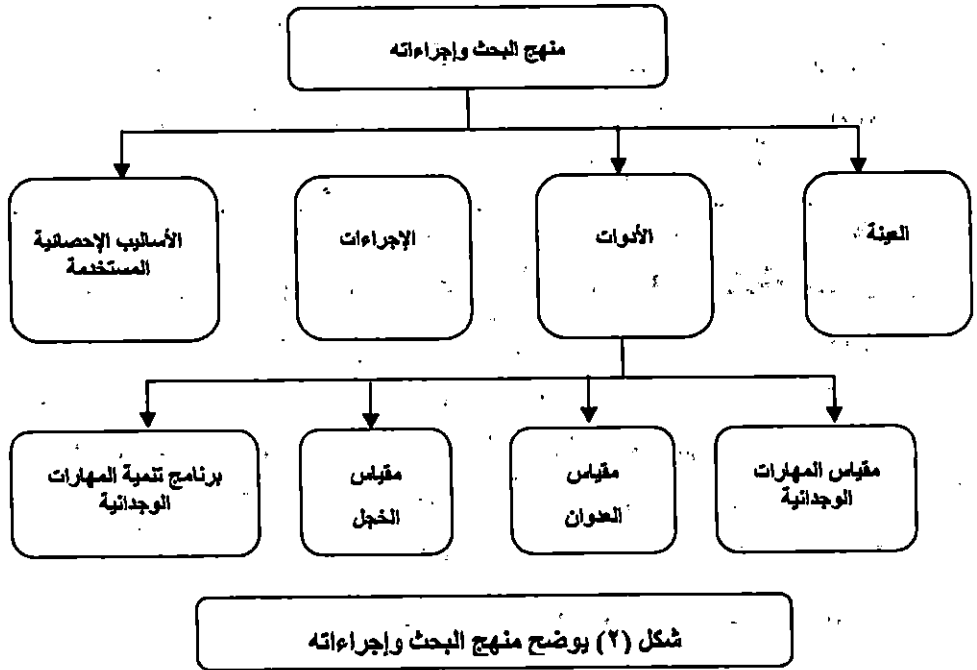 منهج البحث وإجراءاته
العينة
الأدوات
الإجراءات
الأساليب الإحصائية
المستخدمة
مقياس المهارات
الوجدانية
مقياس
العدوان
مقياس
الخجل
برنامج تنمية المهارات
الوجدانية
شكل (٢) يوضح منهج البحث وإجراءاته